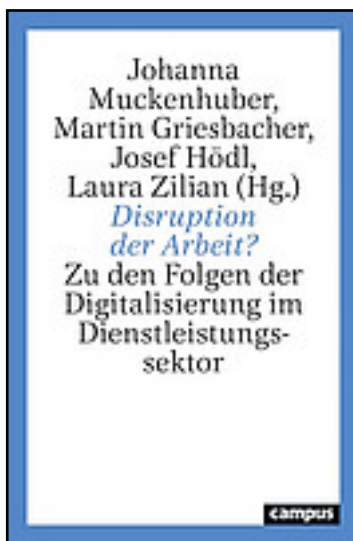 Johanna
Muckenhuber,
Martin Griesbacher,
Josef Hödl,
Laura Zilian (Hg.)
Disruption
der Arbeit?
Zu den Folgen der
Digitalisierung im
Dienstleistungs-
sektor
campus